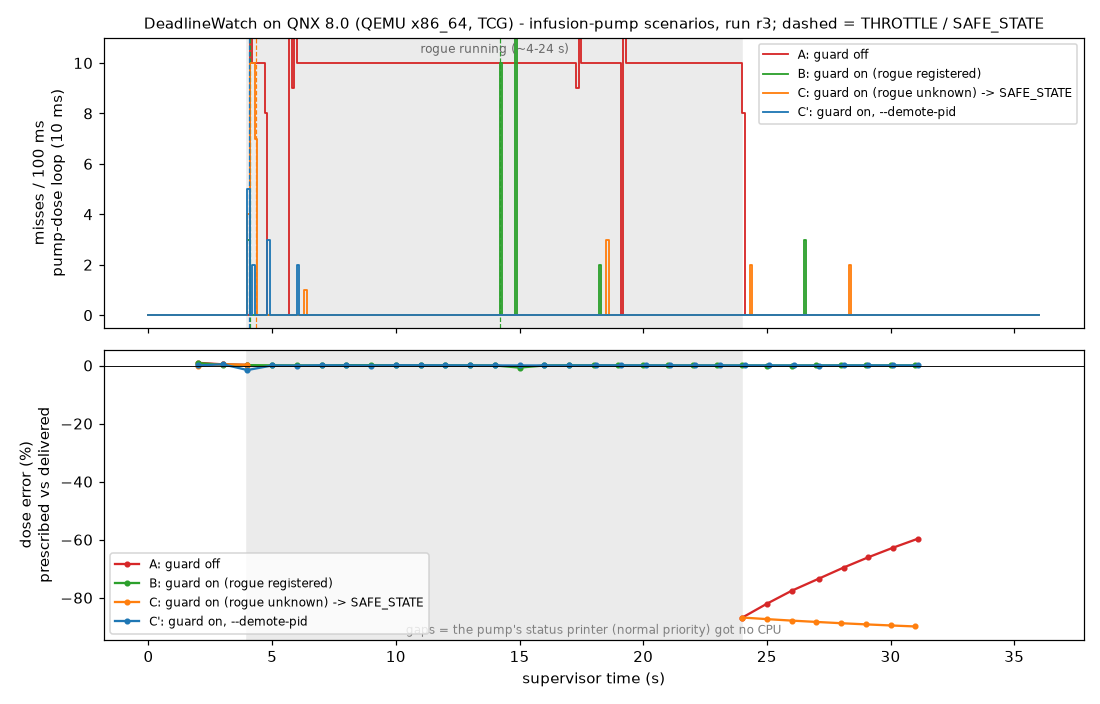 DeadlineWatch on QNX 8.0 (QEMU x86_64, TCG) - infusion-pump scenarios, run r3; dashed = THROTTLE / SAFE_STATE
misses / 100 ms
pump-dose loop (10 ms)
10
8
6
4
2
0
rogue running (~4-24 s)
A: guard off
B: guard on (rogue registered)
C: guard on (rogue unknown) -> SAFE_STATE
C': guard on, --demote-pid
dose error (%)
prescribed vs delivered
0
−20
−40
−60
−80
A: guard off
B: guard on (rogue registered)
C: guard on (rogue unknown) -> SAFE_STATE
C': guard on, --demote-pid
gaps = the pump's status printer (normal priority) got no CPU
0 5 10 15 20 25 30 35
supervisor time (s)